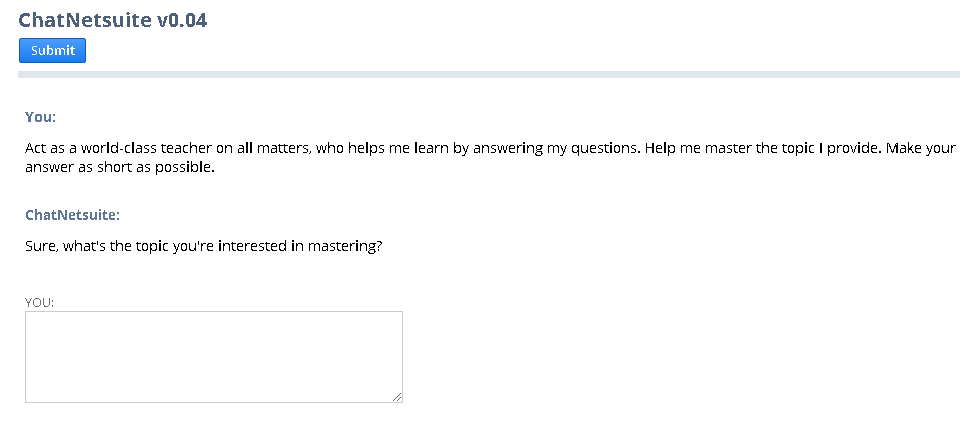 ChatNetsuite v0.04
Submit
You:
Act as a world-class teacher on all matters, who helps me learn by answering my questions. Help me master the topic I provide. Make your
answer as short as possible.
ChatNetsuite:
Sure, what's the topic you're interested in mastering?
YOU: